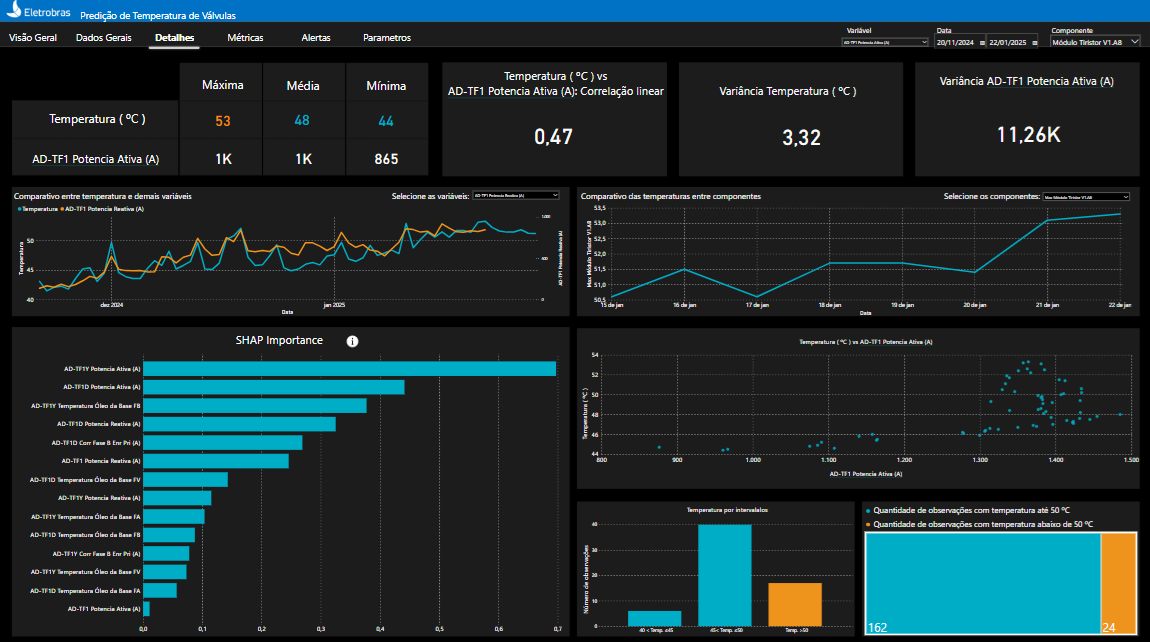 Eletrobras
Predição de Temperatura de Válvulas
Visão Geral
Dados Gerais
Detalhes
Métricas
Alertas
Parametros
Variável
AD-TF1 Potencia Ativa (A)
Data
20/11/2024
22/01/2025
Componente
Módulo Tiristor V1.A8
Máxima
Média
Mínima
Temperatura ( ºC )
53
48
44
AD-TF1 Potencia Ativa (A)
1K
1K
865
Temperatura ( ºC ) vs
AD-TF1 Potencia Ativa (A): Correlação linear
0,47
Variância Temperatura ( ºC )
3,32
Variância AD-TF1 Potencia Ativa (A)
11,26K
Comparativo entre temperatura e demais variáveis
Selecione as variáveis:
AD-TF1 Potencia Reativa (A)
Temperatura
AD-TF1 Potencia Reativa (A)
Temperatura
50
45
40
dez 2024
jan 2025
Data
AD-TF1 Potencia Reativa (A)
0
Comparativo das temperaturas entre componentes
Selecione os componentes:
Max Módulo Tiristor V1.A8
Max Módulo Tiristor V1.A8
53,5
53,0
52,5
52,0
51,5
51,0
50,5
15 de jan
16 de jan
17 de jan
18 de jan
19 de jan
20 de jan
21 de jan
22 de jan
Data
SHAP Importance
i
AD-TF1Y Potencia Ativa (A)
AD-TF1D Potencia Ativa (A)
AD-TF1Y Temperatura Óleo da Base FB
AD-TF1D Potencia Reativa (A)
AD-TF1D Corr Fase B Enr Pri (A)
AD-TF1 Potencia Reativa (A)
AD-TF1D Temperatura Óleo da Base FV
AD-TF1Y Potencia Reativa (A)
AD-TF1Y Temperatura Óleo da Base FA
AD-TF1D Temperatura Óleo da Base FB
AD-TF1Y Corr Fase B Enr Pri (A)
AD-TF1Y Temperatura Óleo da Base FV
AD-TF1D Temperatura Óleo da Base FA
AD-TF1 Potencia Ativa (A)
0,0
0,1
0,2
0,3
0,4
0,5
0,6
0,7
Temperatura ( ºC ) vs AD-TF1 Potencia Ativa (A)
Temperatura ( ºC )
54
52
50
48
46
44
800
900
1.000
1.100
1.200
1.300
1.400
1.500
AD-TF1 Potencia Ativa (A)
Temperatura por intervalalos
Número de observações
40
30
20
10
0
40 < Temp. ≤45
45< Temp. ≤50
Temp. >50
Quantidade de observações com temperatura até 50 ºC
Quantidade de observações com temperatura abaixo de 50 ºC
162
24